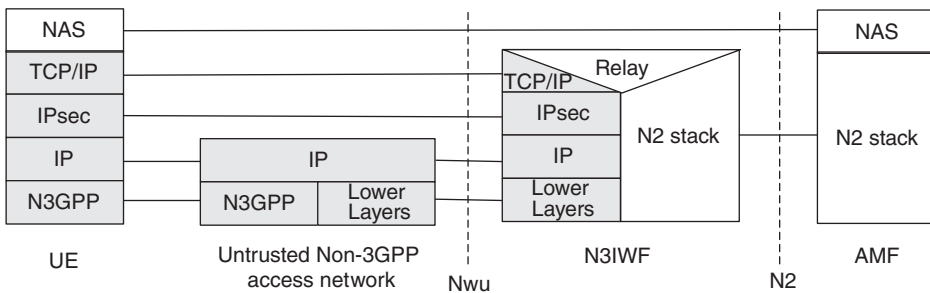 NAS
NAS
TCP/IP
TCP/IP
Relay
IPsec
IPsec
N2 stack
N2 stack
IP
IP
IP
N3GPP
N3GPP
Lower
Layers
Lower
Layers
UE
Untrusted Non-3GPP
access network
Nwu
N3IWF
N2
AMF